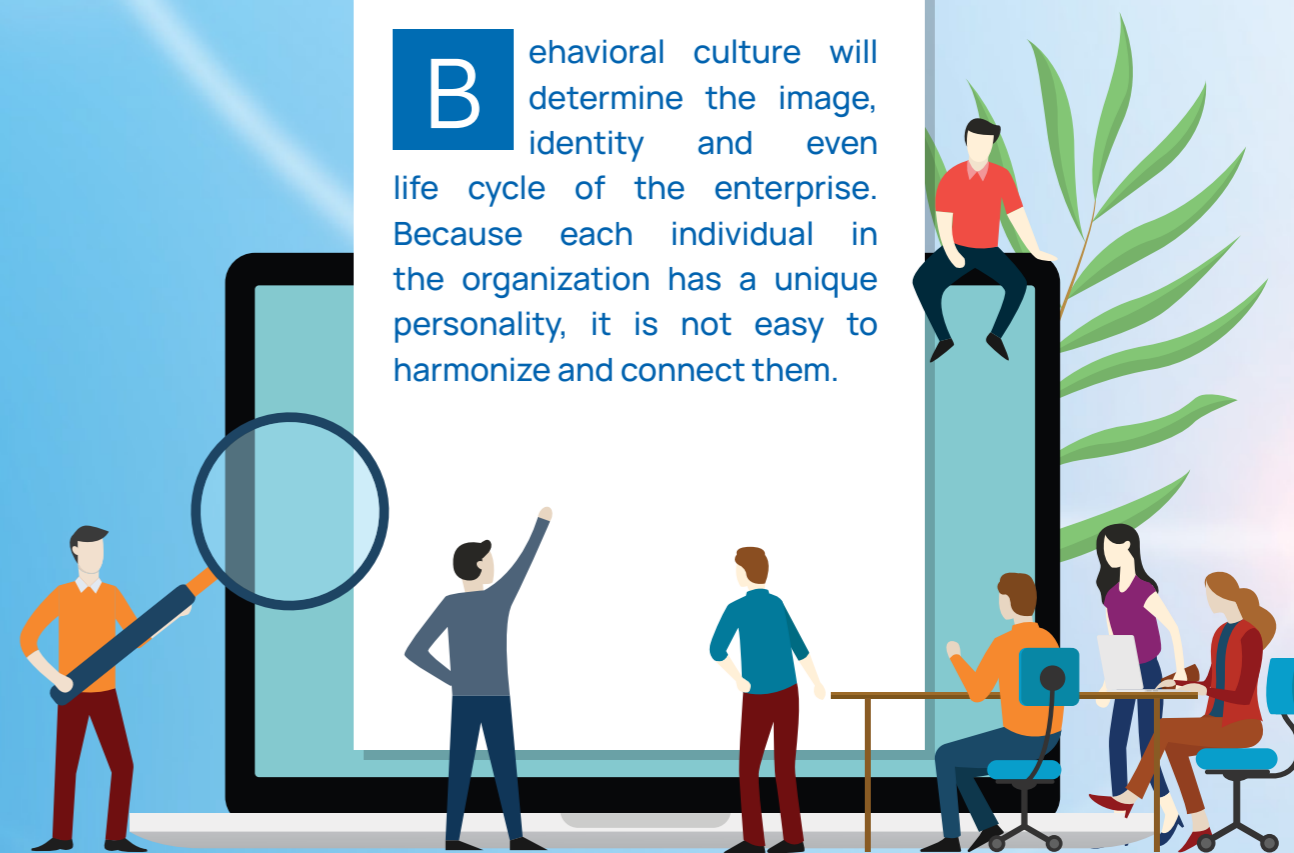 Behavioral culture will
determine the image,
identity and even
life cycle of the enterprise.
Because each individual in
the organization has a unique
personality, it is not easy to
harmonize and connect them.